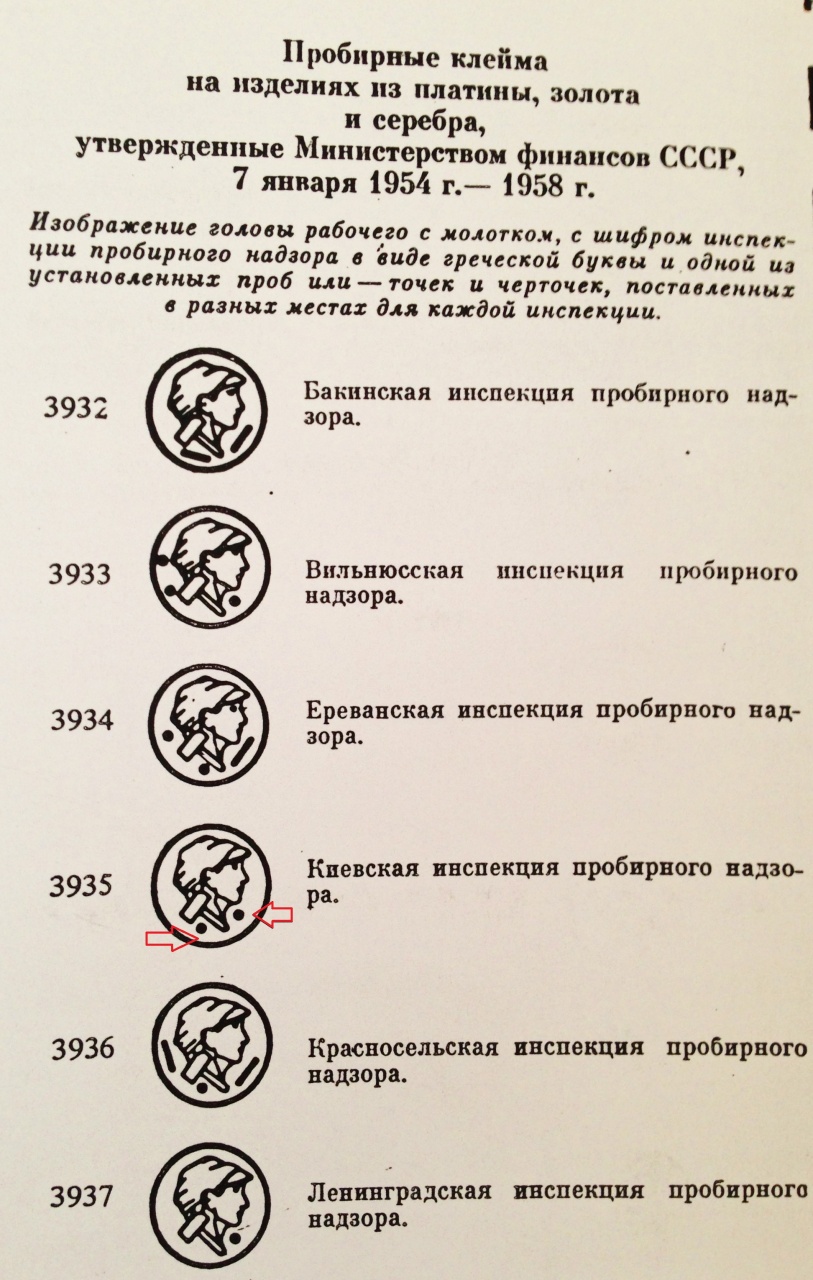 Пробирные клейма
на изделиях из платины, золота
и серебра,
утвержденные Министерством финансов СССР,
7 января 1954 г.— 1958 г.
Изображение головы рабочего с молотком, с шифром инспек-
ции пробирного надзора в виде греческой буквы и одной из
установленных проб или — точек и черточек, поставленных
в разных местах для каждой инспекции.
3932
Бакинская инспекция пробирного над-
зора.
3933
Вильнюсская инспекция пробирного
надзора.
3934
Ереванская инспекция пробирного над-
зора.
3935
Киевская инспекция пробирного надзо-
ра.
3936
Красносельская инспекция пробирного
надзора.
3937
Ленинградская инспекция пробирного
надзора.